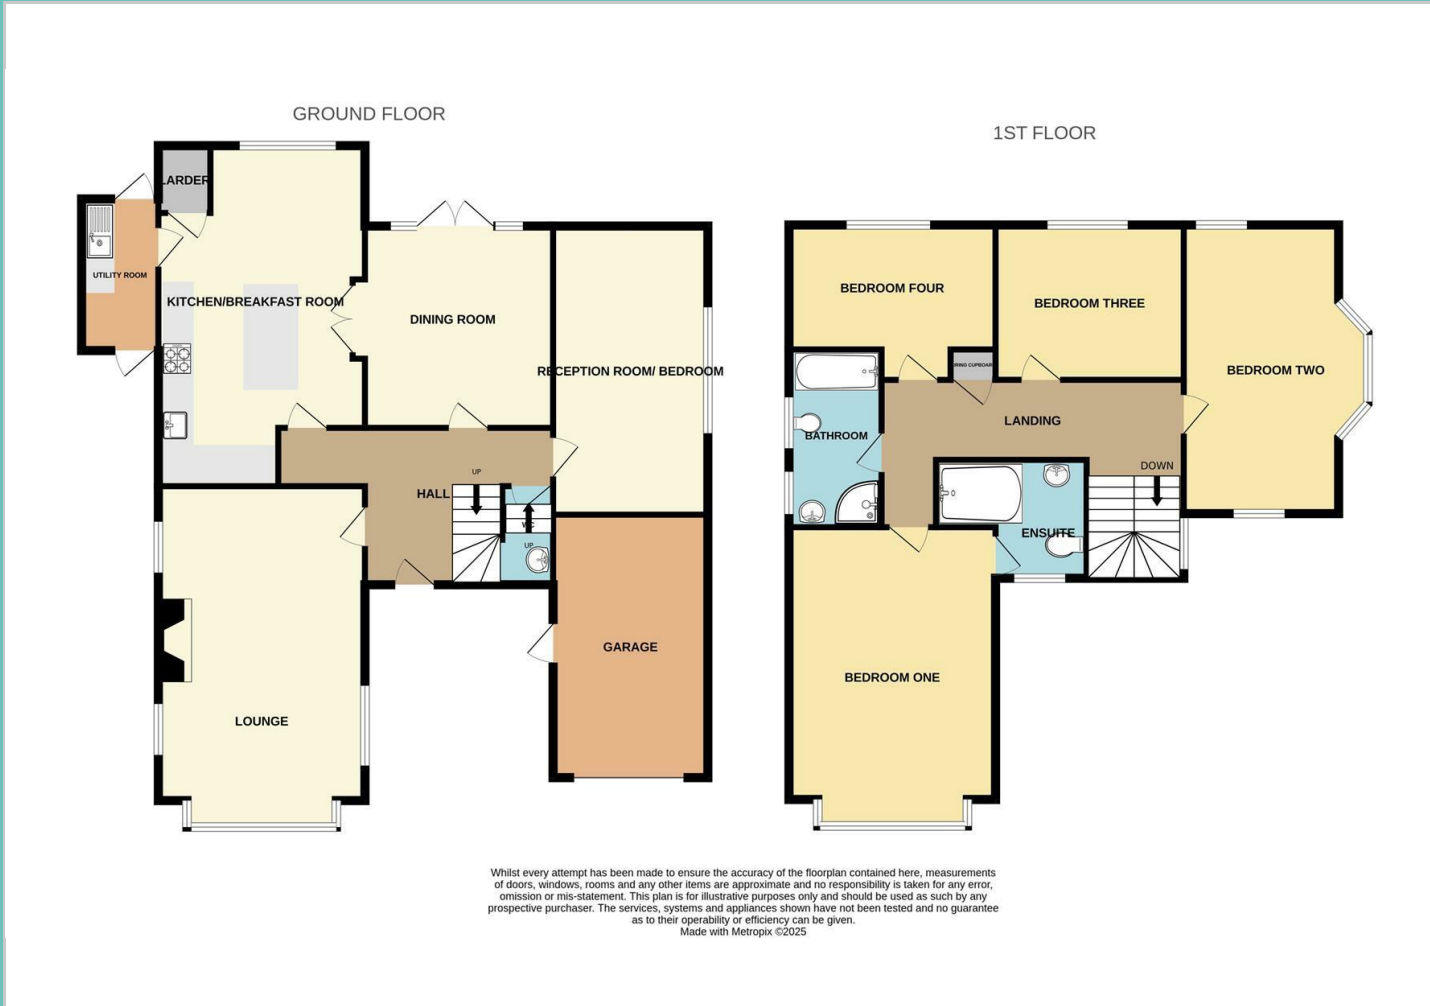 GROUND FLOOR
1ST FLOOR
LARDER
UTILITY ROOM
KITCHEN/BREAKFAST ROOM
DINING ROOM
RECEPTION ROOM/ BEDROOM
UP
HALL
WC
UP
GARAGE
LOUNGE
BEDROOM FOUR
BEDROOM THREE
BEDROOM TWO
CUPBOARD
LANDING
BATHROOM
DOWN
ENSUITE
BEDROOM ONE
Whilst every attempt has been made to ensure the accuracy of the floorplan contained here, measurements
of doors, windows, rooms and any other items are approximate and no responsibility is taken for any error,
omission or mis-statement. This plan is for illustrative purposes only and should be used as such by any
prospective purchaser. The services, systems and appliances shown have not been tested and no guarantee
as to their operability or efficiency can be given.
Made with Metropix ©2025